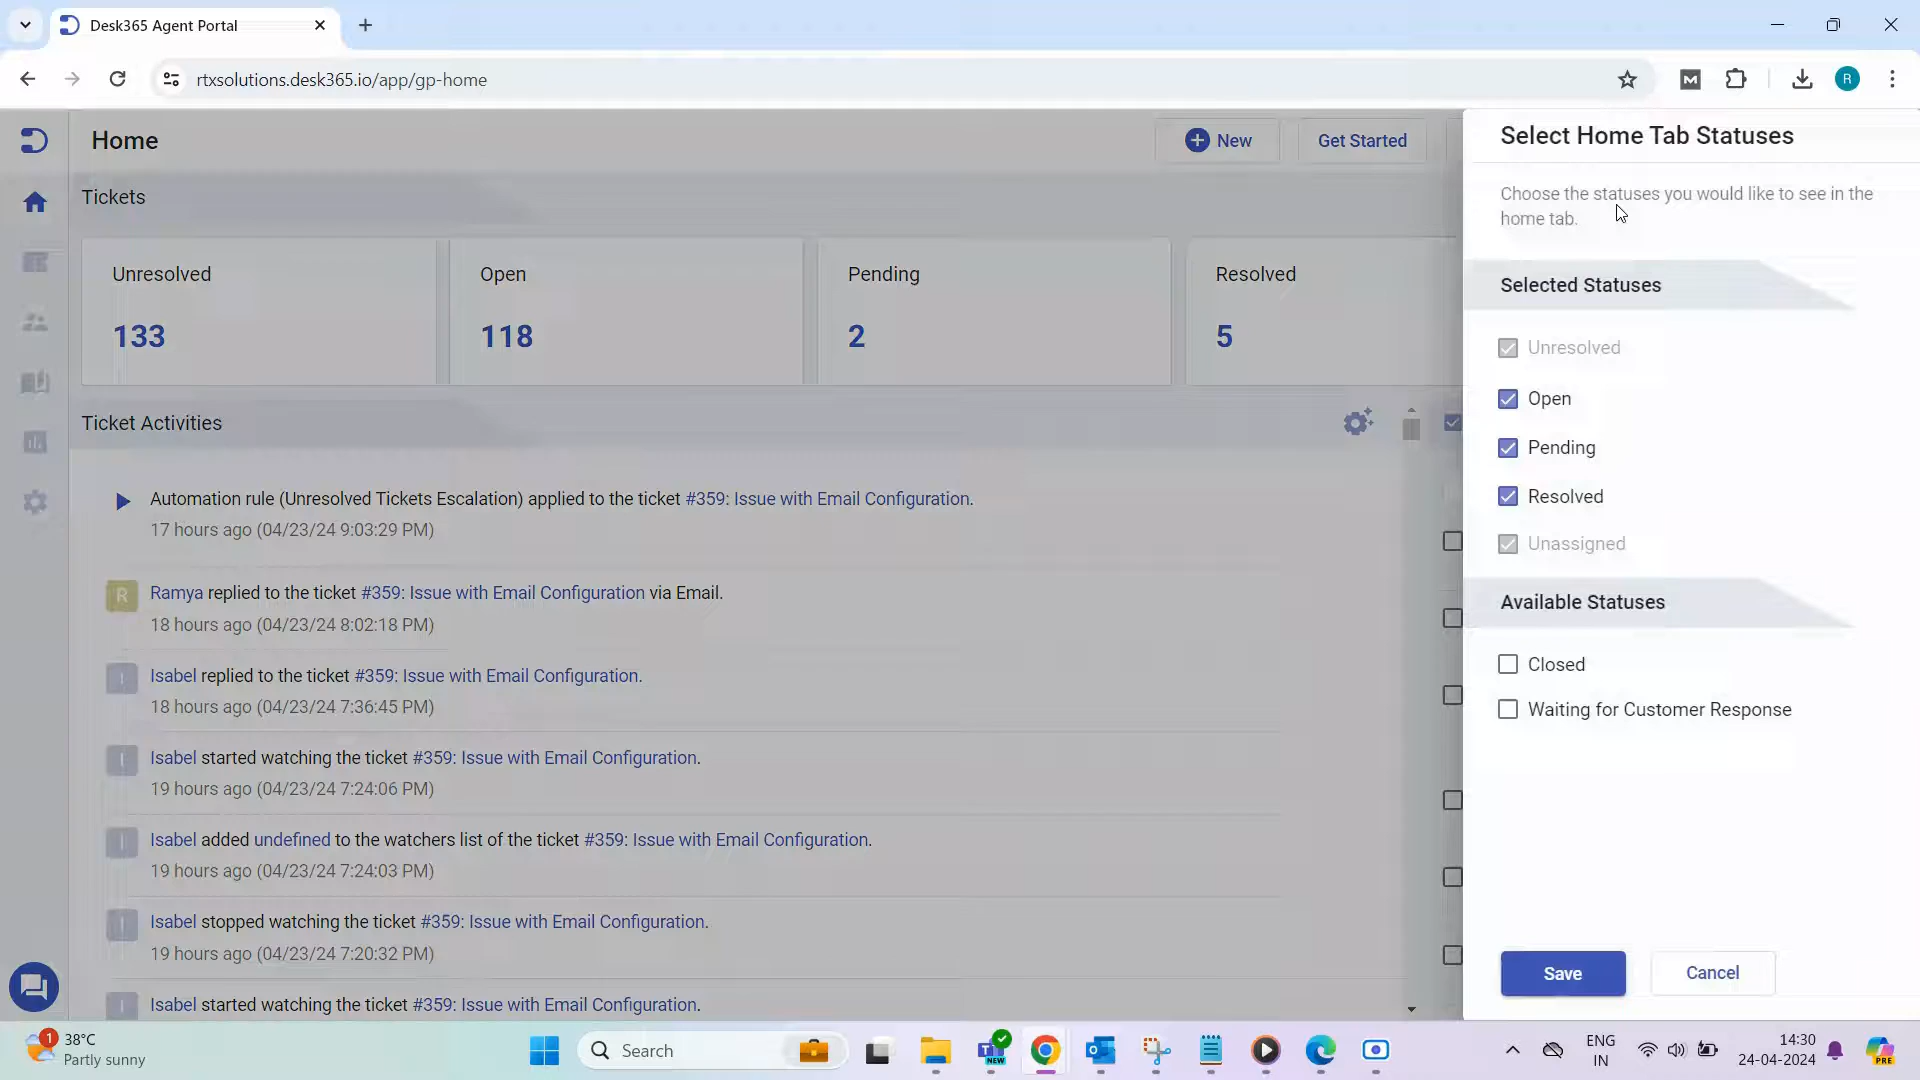 Desk365 Agent Portal
rtxsolutions.desk365.io/app/gp-home
R
Home
New
Get Started
Tickets
Unresolved
133
Open
118
Pending
2
Resolved
5
Ticket Activities
Automation rule (Unresolved Tickets Escalation) applied to the ticket #359: Issue with Email Configuration.
17 hours ago (04/23/24 9:03:29 PM)
R
Ramya replied to the ticket #359: Issue with Email Configuration via Email.
18 hours ago (04/23/24 8:02:18 PM)
I
Isabel replied to the ticket #359: Issue with Email Configuration.
18 hours ago (04/23/24 7:36:45 PM)
I
Isabel started watching the ticket #359: Issue with Email Configuration.
19 hours ago (04/23/24 7:24:06 PM)
I
Isabel added undefined to the watchers list of the ticket #359: Issue with Email Configuration.
19 hours ago (04/23/24 7:24:03 PM)
I
Isabel stopped watching the ticket #359: Issue with Email Configuration.
19 hours ago (04/23/24 7:20:32 PM)
I
Isabel started watching the ticket #359: Issue with Email Configuration.
Select Home Tab Statuses
Choose the statuses you would like to see in the
home tab.
Selected Statuses
Unresolved
Open
Pending
Resolved
Unassigned
Available Statuses
Closed
Waiting for Customer Response
Save
Cancel
1
38°C
Partly sunny
Search
NEW
ENG
IN
14:30
24-04-2024
PRE